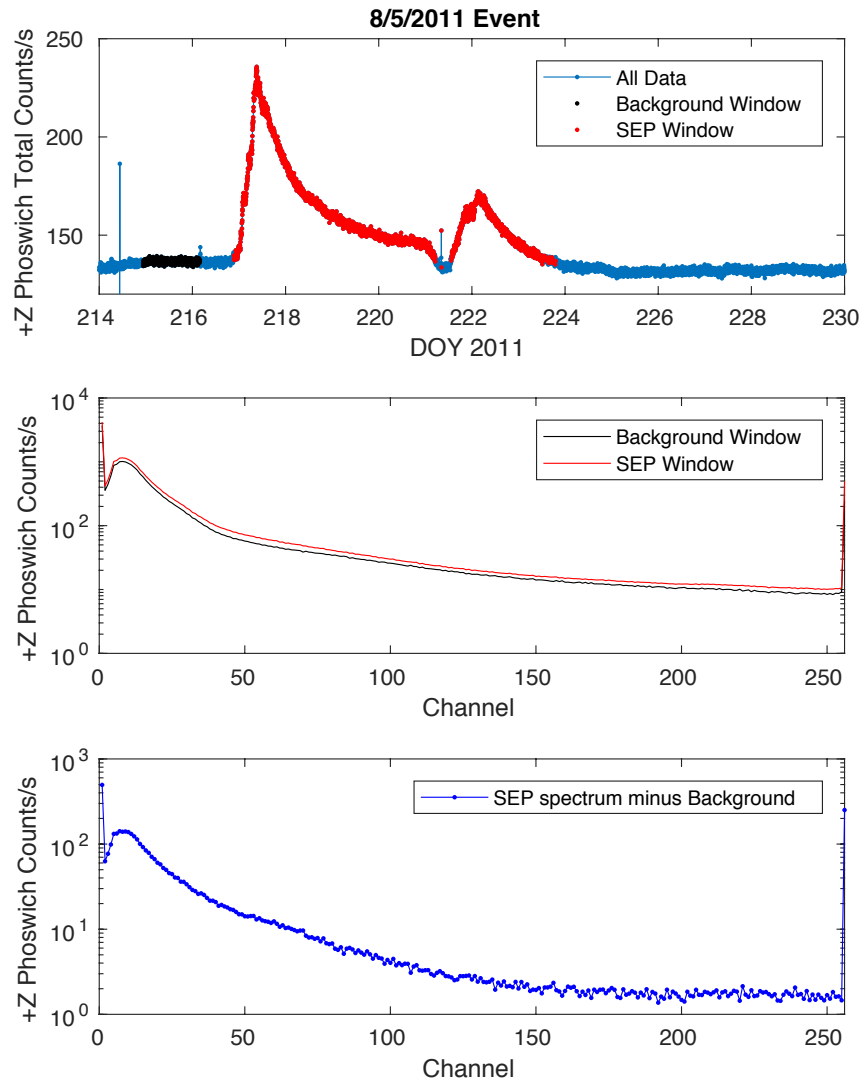 8/5/2011 Event
+Z Phoswich Total Counts/s
250
200
150
All Data
Background Window
SEP Window
214 216 218 220 222 224 226 228 230
DOY 2011
+Z Phoswich Counts/s
10^4
10^2
10^0
Background Window
SEP Window
0 50 100 150 200 250
Channel
+Z Phoswich Counts/s
10^3
10^2
10^1
10^0
SEP spectrum minus Background
0 50 100 150 200 250
Channel